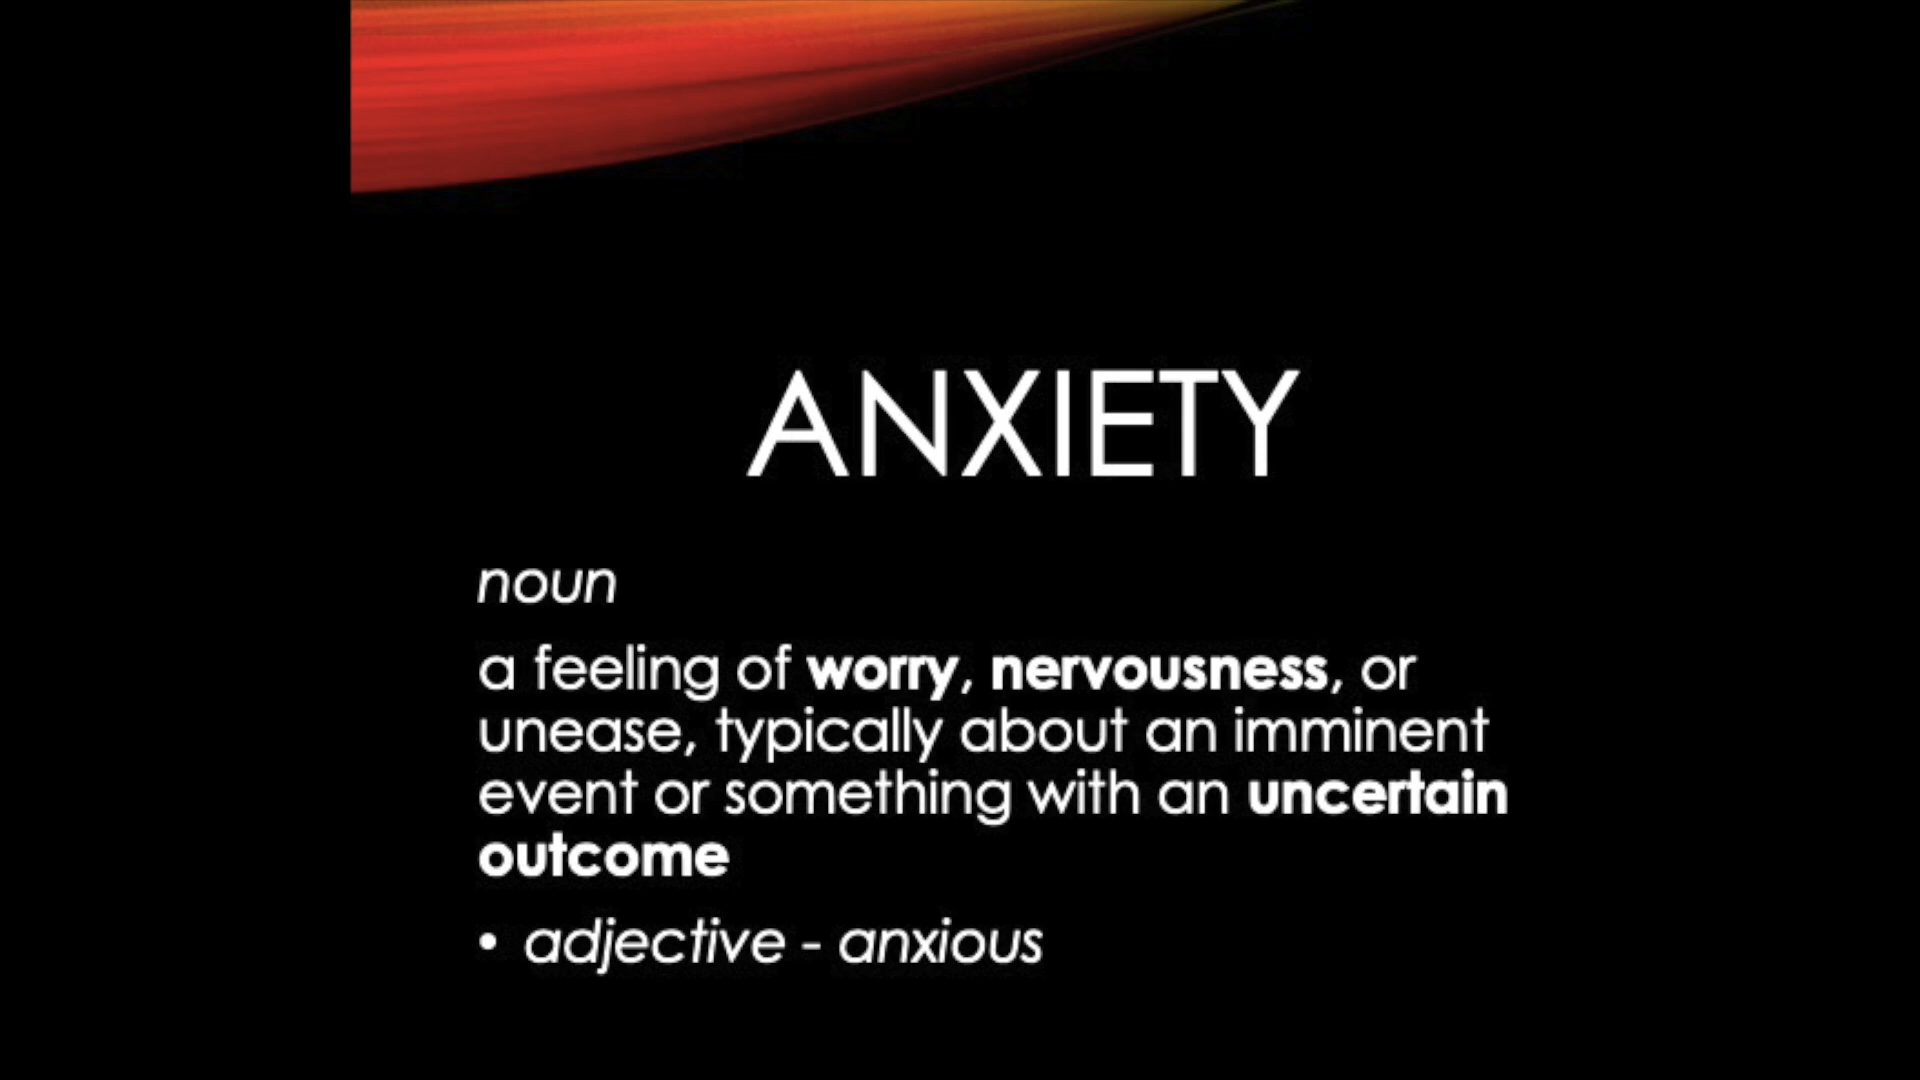 ANXIETY
noun
a feeling of worry, nervousness, or
unease, typically about an imminent
event or something with an uncertain
outcome
• adjective - anxious